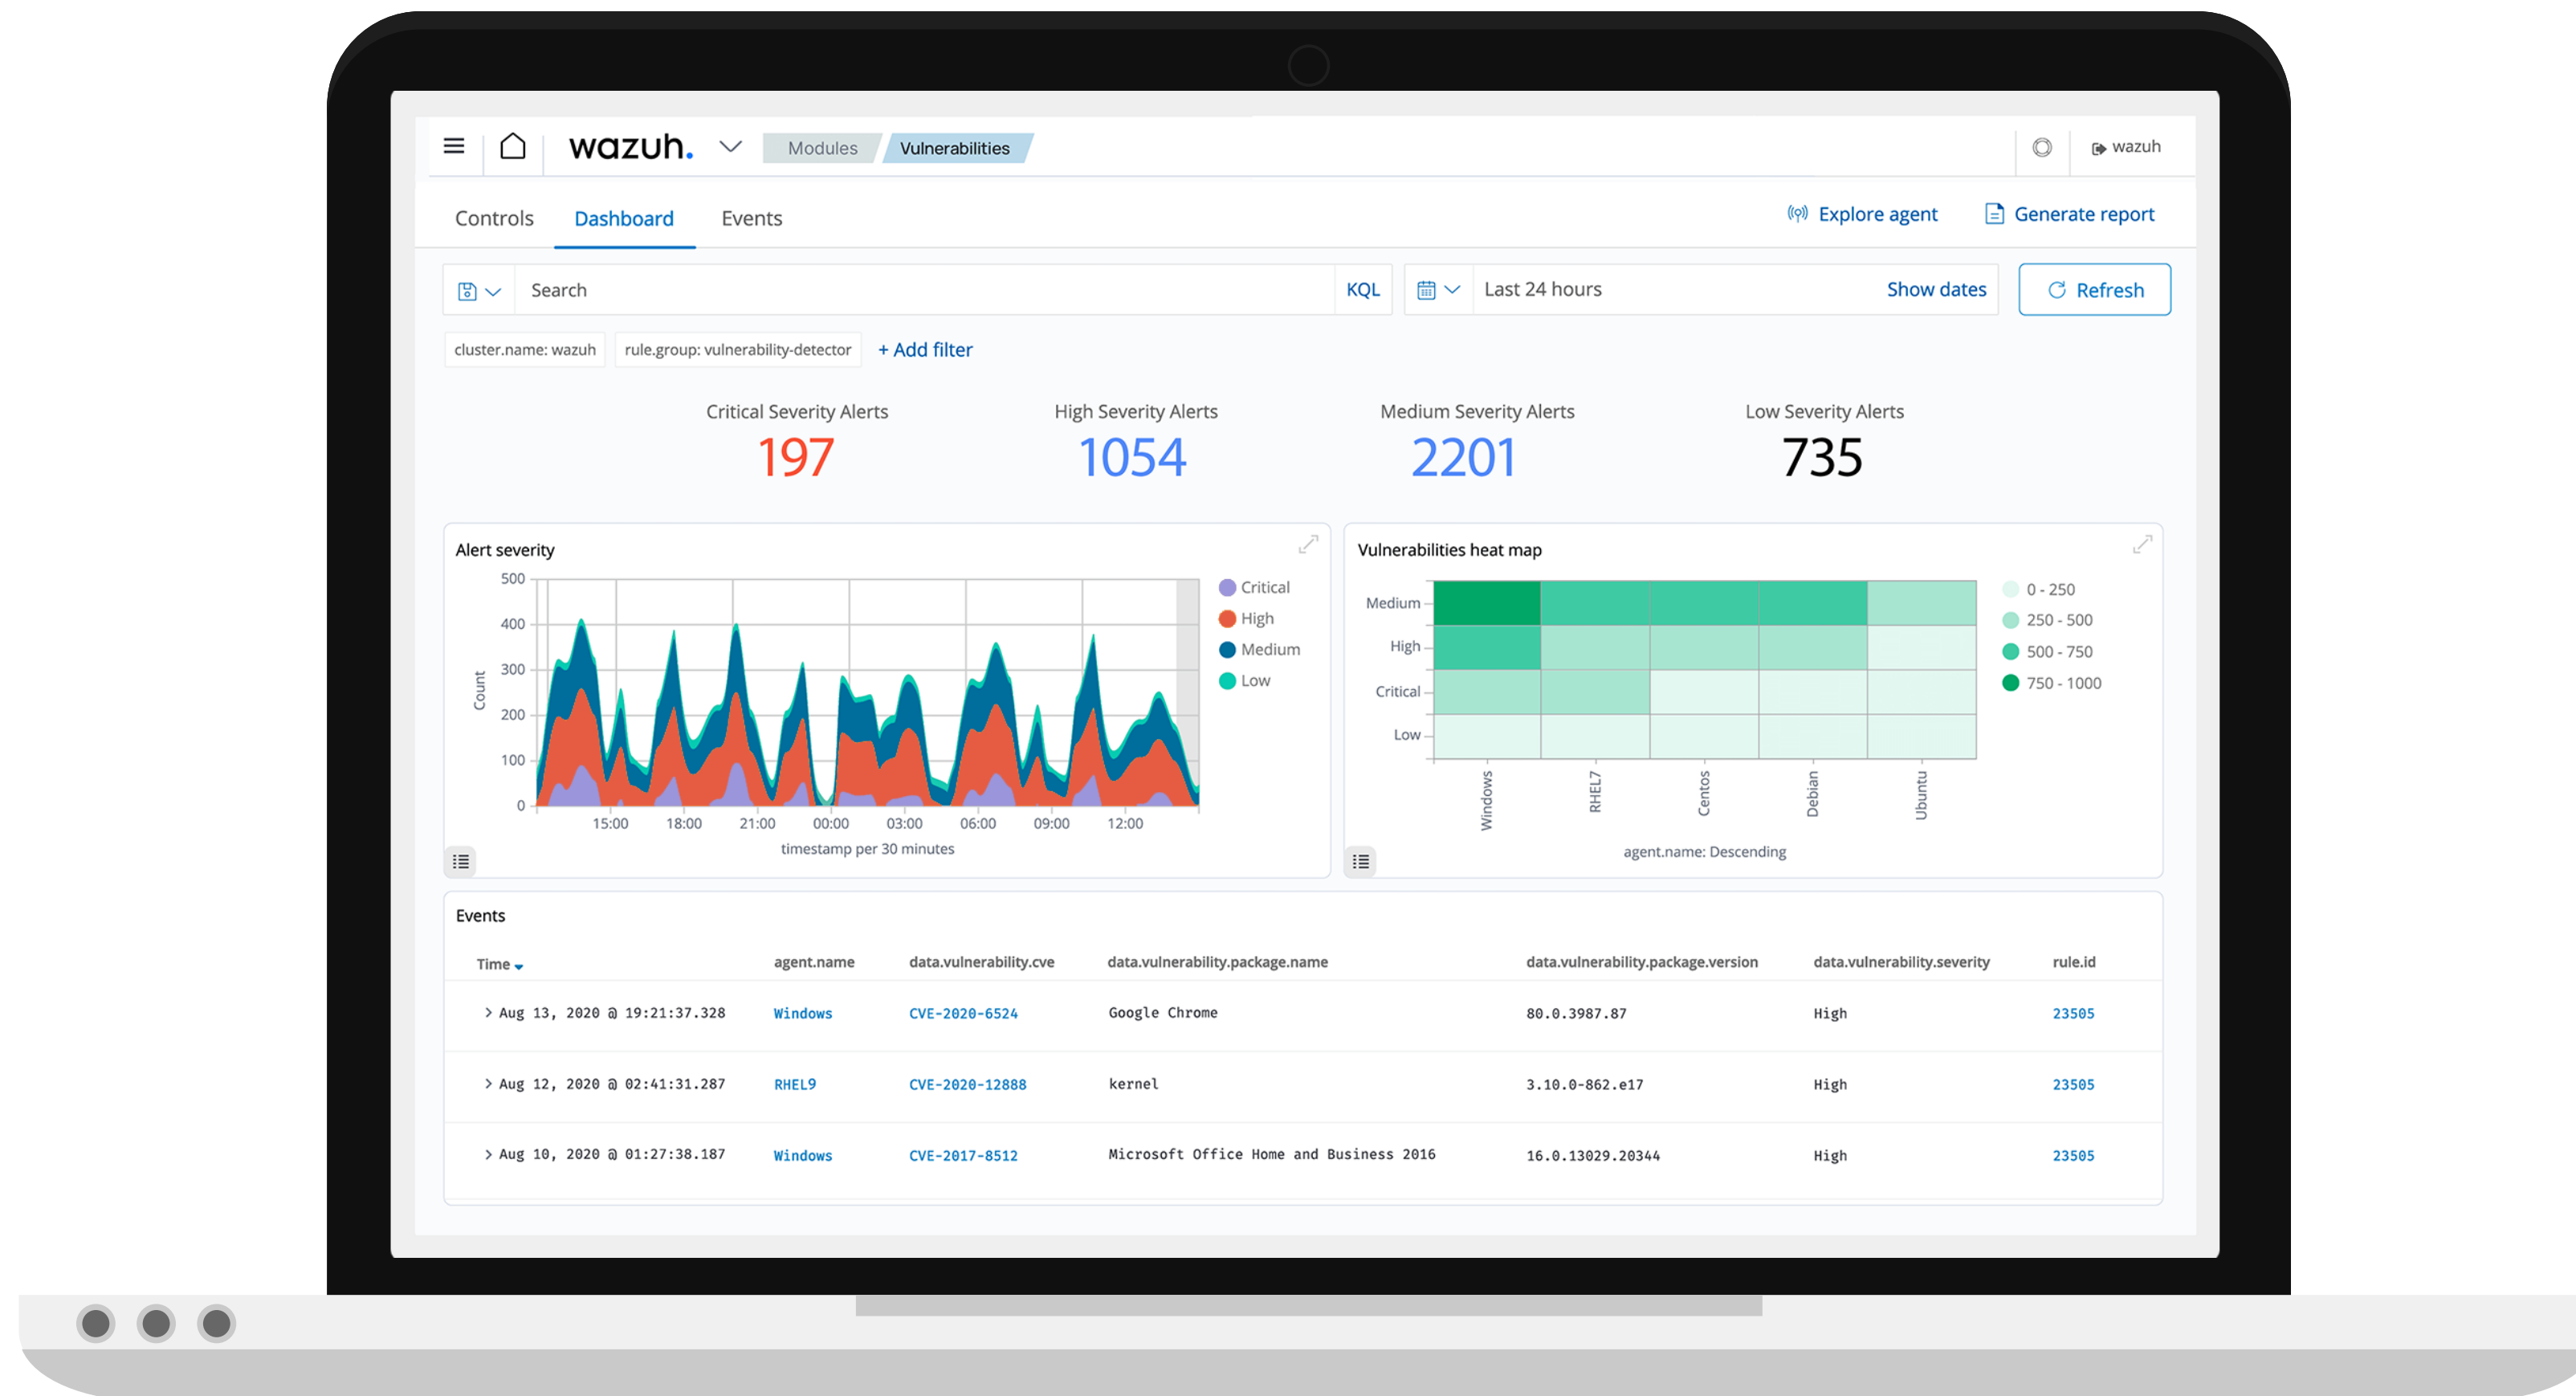 wazuh.
Modules
Vulnerabilities
wazuh
Controls
Dashboard
Events
Explore agent
Generate report
Search
KQL
Last 24 hours
Show dates
Refresh
cluster.name: wazuh
rule.group: vulnerability-detector
+ Add filter
Critical Severity Alerts
197
High Severity Alerts
1054
Medium Severity Alerts
2201
Low Severity Alerts
735
Alert severity
500
400
300
200
100
0
Count
15:00 18:00 21:00 00:00 03:00 06:00 09:00 12:00
timestamp per 30 minutes
Critical
High
Medium
Low
Vulnerabilities heat map
Medium
High
Critical
Low
Windows
RHEL7
Centos
Debian
Ubuntu
agent.name: Descending
0 - 250
250 - 500
500 - 750
750 - 1000
Events
Time agent.name data.vulnerability.cve data.vulnerability.package.name data.vulnerability.package.version data.vulnerability.severity rule.id
> Aug 13, 2020 @ 19:21:37.328 Windows CVE-2020-6524 Google Chrome 80.0.3987.87 High 23505
> Aug 12, 2020 @ 02:41:31.287 RHEL9 CVE-2020-12888 kernel 3.10.0-862.e17 High 23505
> Aug 10, 2020 @ 01:27:38.187 Windows CVE-2017-8512 Microsoft Office Home and Business 2016 16.0.13029.20344 High 23505